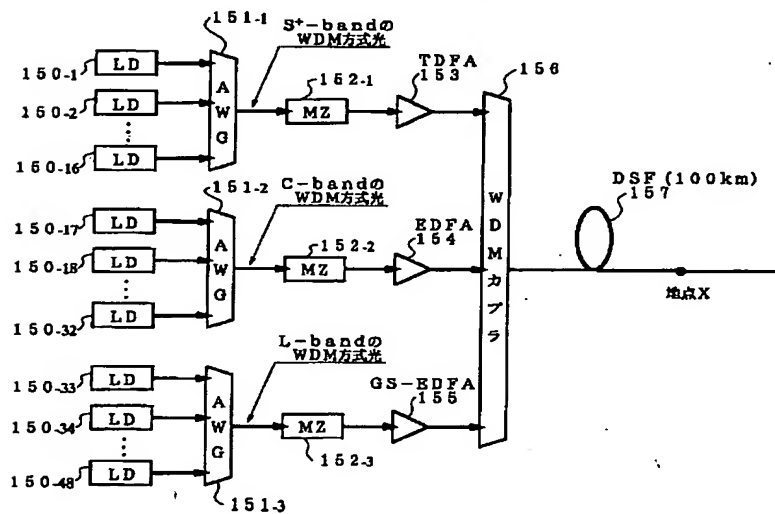 151-1
S⁺-bandの
WDM方式光
150-1
LD
150-2
LD
150-16
LD
AWG
152-1
MZ
TDFA
153
156
151-2
C-bandの
WDM方式光
150-17
LD
150-18
LD
150-32
LD
AWG
152-2
MZ
EDFA
154
WDMカプラ
DSF (100km)
157
地点X
L-bandの
WDM方式光
150-33
LD
150-34
LD
150-48
LD
AWG
151-3
MZ
152-3
GS-EDFA
155